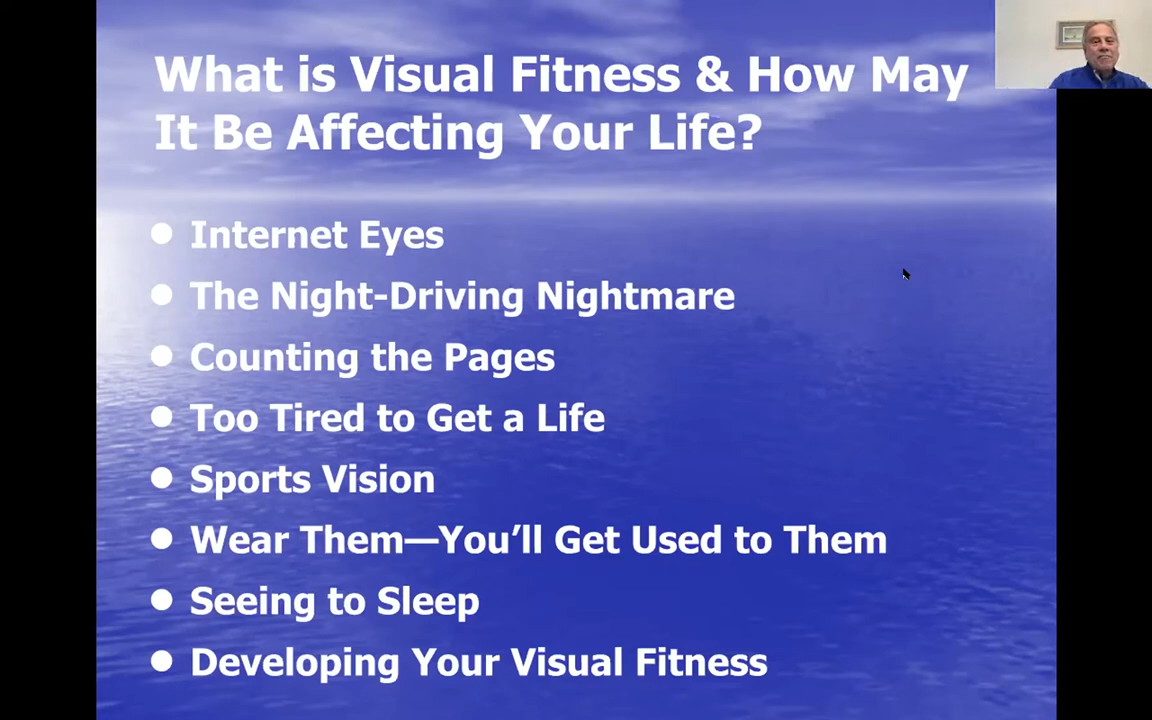 What is Visual Fitness & How May
It Be Affecting Your Life?
Internet Eyes
The Night-Driving Nightmare
Counting the Pages
Too Tired to Get a Life
Sports Vision
Wear Them—You’ll Get Used to Them
Seeing to Sleep
Developing Your Visual Fitness